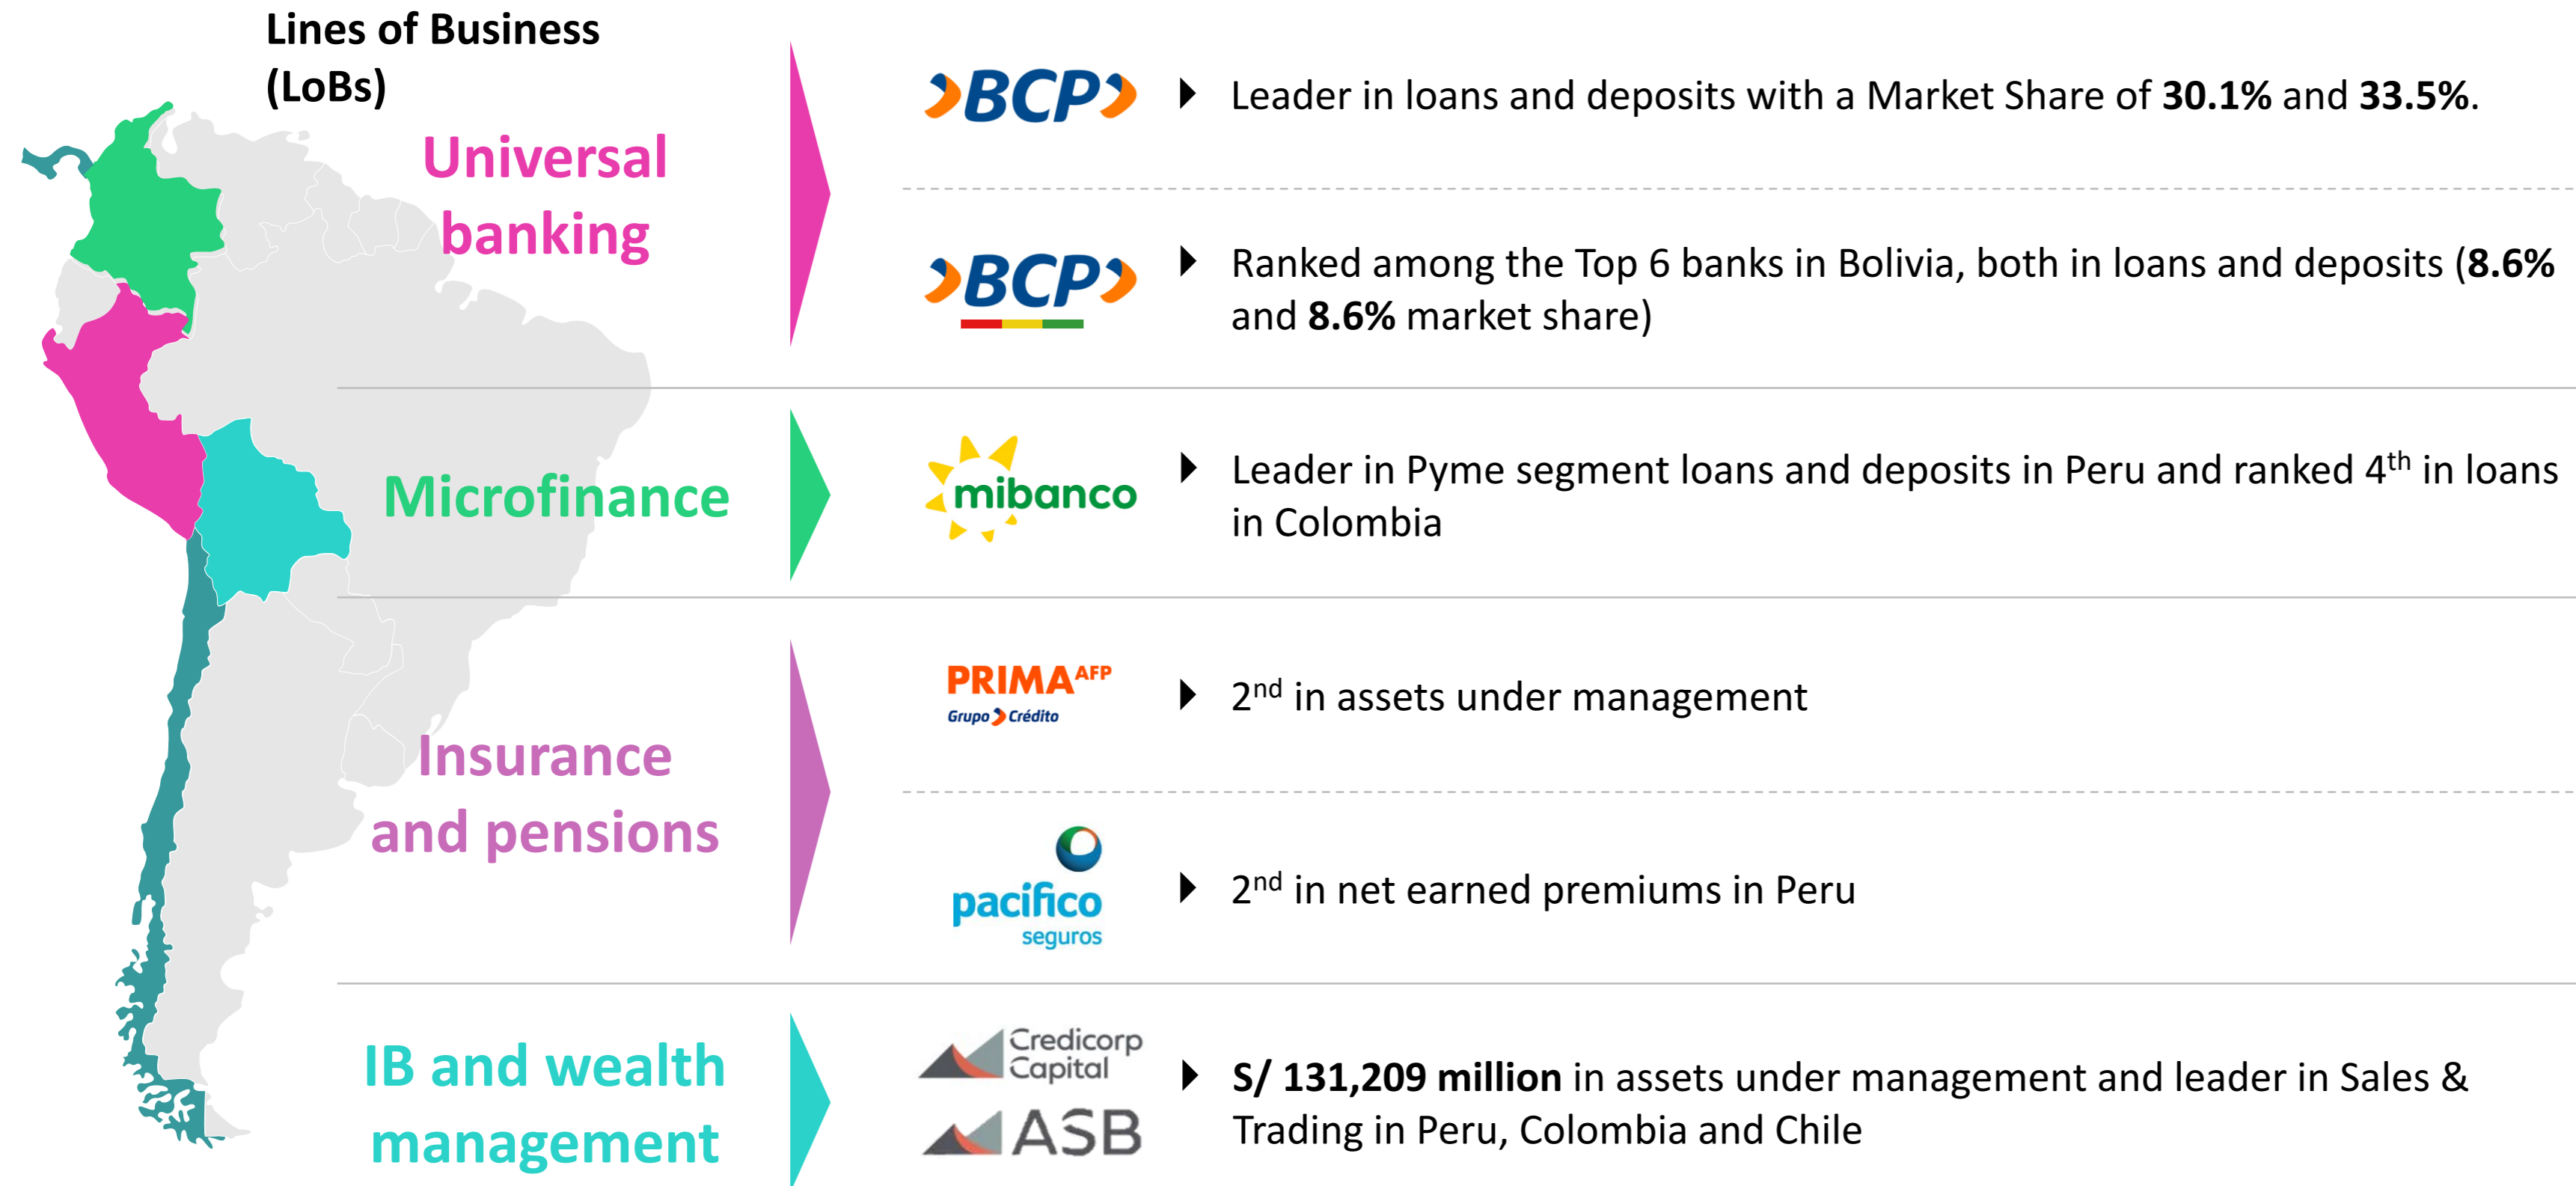 Lines of Business
(LoBs)
Universal
banking
BCP
Leader in loans and deposits with a Market Share of 30.1% and 33.5%.
BCP
Ranked among the Top 6 banks in Bolivia, both in loans and deposits (8.6%
and 8.6% market share)
Microfinance
mibanco
Leader in Pyme segment loans and deposits in Peru and ranked 4th in loans
in Colombia
Insurance
and pensions
PRIMA AFP
Grupo Crédito
2nd in assets under management
pacífico
seguros
2nd in net earned premiums in Peru
IB and wealth
management
Credicorp
Capital
ASB
S/ 131,209 million in assets under management and leader in Sales &
Trading in Peru, Colombia and Chile